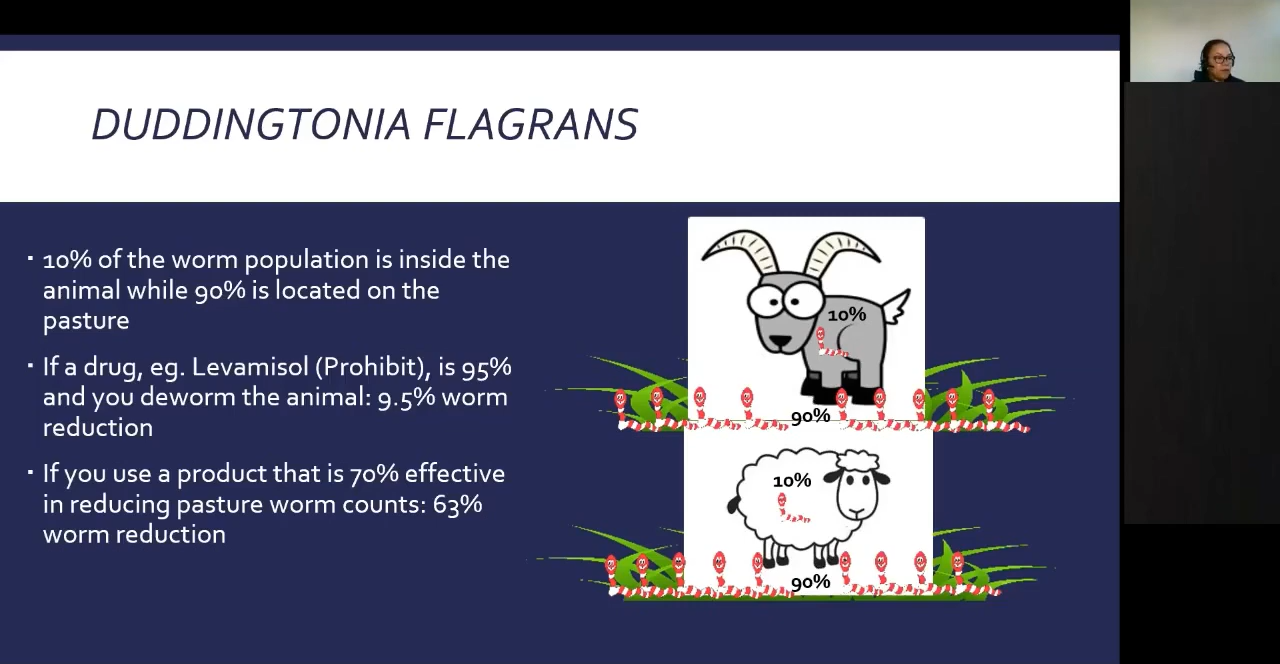 DUDDINGTONIA FLAGRANS
▪ 10% of the worm population is inside the
animal while 90% is located on the
pasture
▪ If a drug, eg. Levamisol (Prohibit), is 95%
and you deworm the animal: 9.5% worm
reduction
▪ If you use a product that is 70% effective
in reducing pasture worm counts: 63%
worm reduction
10%
90%
10%
90%